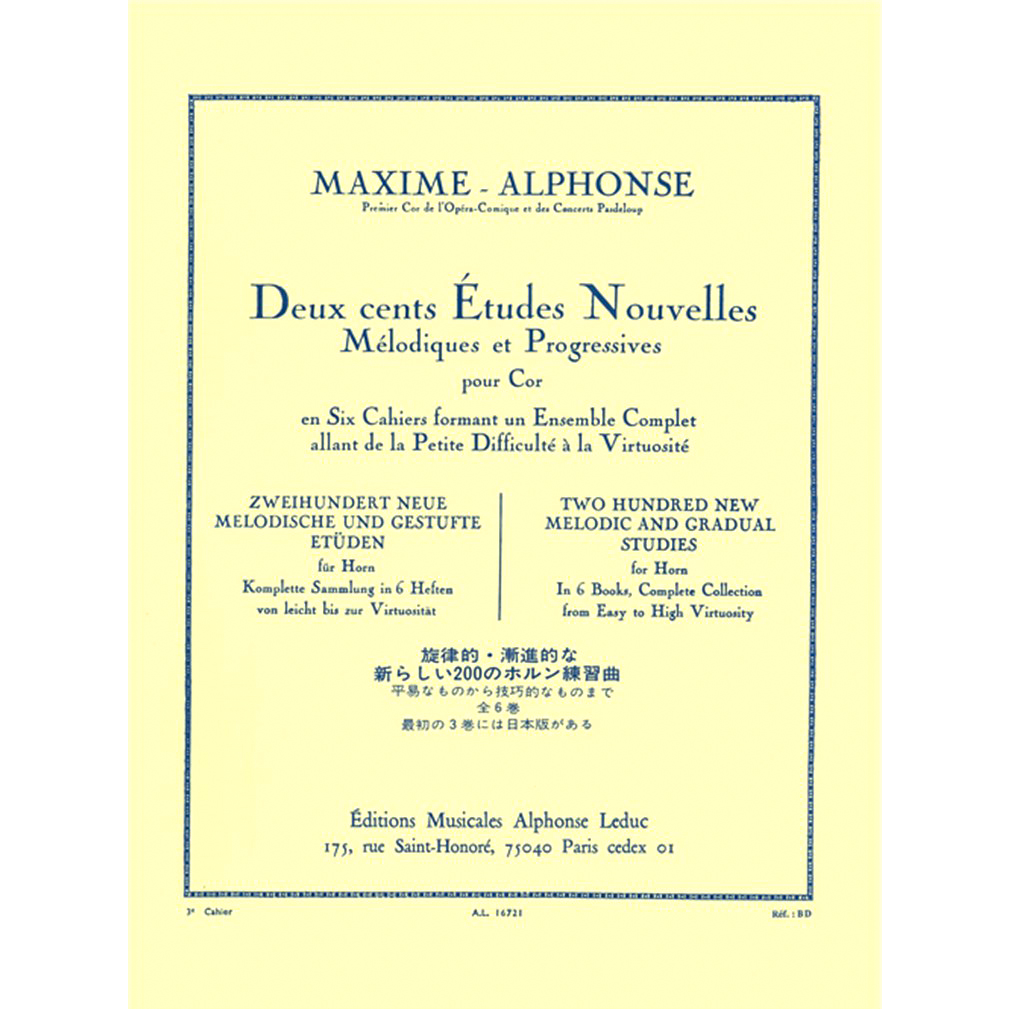 MAXIME - ALPHONSE
Premier Cor de l'Opéra-Comique et des Concerts Pasdeloup
Deux cents Études Nouvelles
Mélodiques et Progressives
pour Cor
en Six Cahiers formant un Ensemble Complet
allant de la Petite Difficulté à la Virtuosité
ZWEIHUNDERT NEUE
MELODISCHE UND GESTUFTE
ETÜDEN
für Horn
Komplette Sammlung in 6 Heften
von leicht bis zur Virtuosität
TWO HUNDRED NEW
MELODIC AND GRADUAL
STUDIES
for Horn
In 6 Books, Complete Collection
from Easy to High Virtuosity
旋律的・漸進的な
新らしい200のホルン練習曲
平易なものから技巧的なものまで
全6巻
最初の3巻には日本版がある
Éditions Musicales Alphonse Leduc
175, rue Saint-Honoré, 75040 Paris cedex 01
3e Cahier
A.L. 16721
Réf. : BD